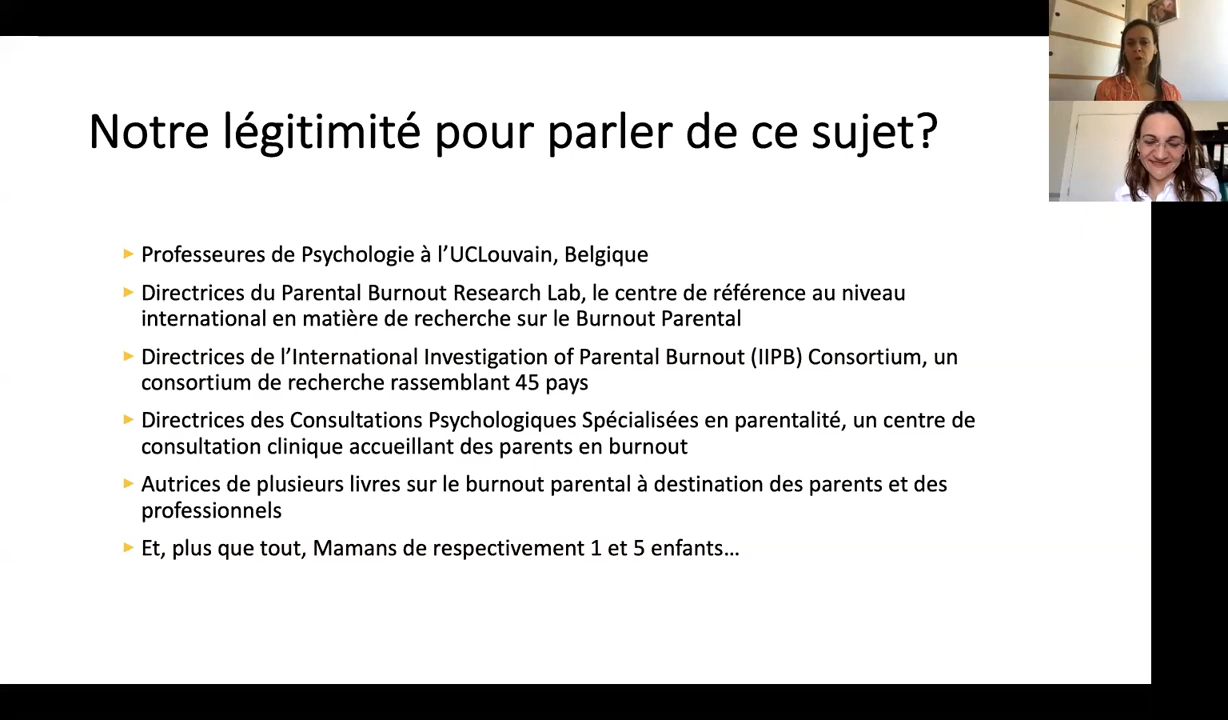 Notre légitimité pour parler de ce sujet?
Professeures de Psychologie à l’UCLouvain, Belgique
Directrices du Parental Burnout Research Lab, le centre de référence au niveau
international en matière de recherche sur le Burnout Parental
Directrices de l’International Investigation of Parental Burnout (IIPB) Consortium, un
consortium de recherche rassemblant 45 pays
Directrices des Consultations Psychologiques Spécialisées en parentalité, un centre de
consultation clinique accueillant des parents en burnout
Autrices de plusieurs livres sur le burnout parental à destination des parents et des
professionnels
Et, plus que tout, Mamans de respectivement 1 et 5 enfants…